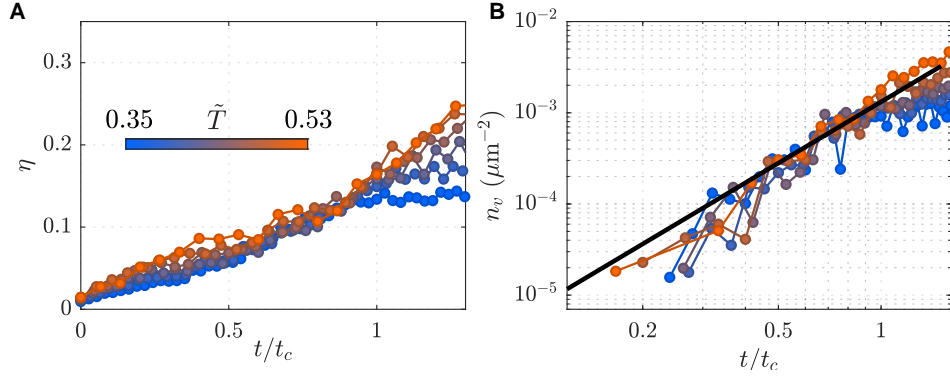 A
0.3
0.2
0.1
0
η
0.35 T̃ 0.53
0 0.5 1
t/t_c
B
10^{-2}
10^{-3}
10^{-4}
10^{-5}
n_v (μm^{-2})
0.2 0.5 1
t/t_c